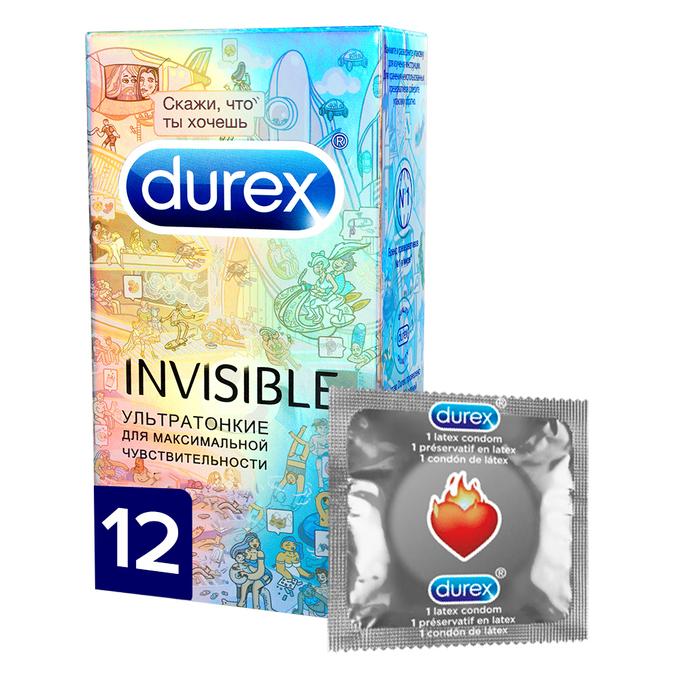 Скажи, что
ты хочешь
durex®
INVISIBLE
УЛЬТРАТОНКИЕ
ДЛЯ МАКСИМАЛЬНОЙ
ЧУВСТВИТЕЛЬНОСТИ
12
№1
durex®
1 latex condom
1 préservatif en latex
1 condón de látex
durex®
1 latex condom
1 préservatif en latex
1 condón de látex